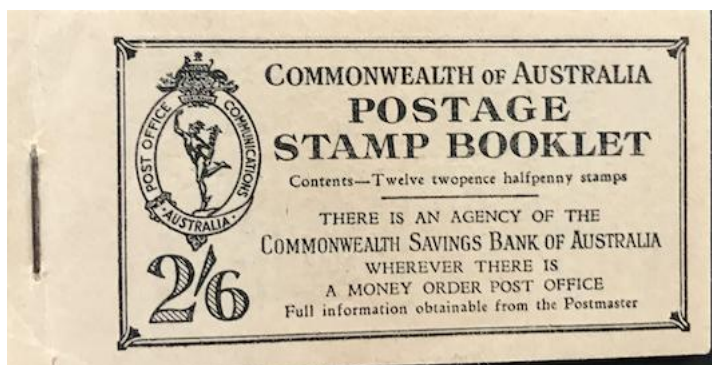 COMMONWEALTH OF AUSTRALIA
POSTAGE
STAMP BOOKLET
Contents—Twelve twopence halfpenny stamps
POST OFFICE COMMUNICATIONS
AUSTRALIA
2/6
THERE IS AN AGENCY OF THE
COMMONWEALTH SAVINGS BANK OF AUSTRALIA
WHEREVER THERE IS
A MONEY ORDER POST OFFICE
Full information obtainable from the Postmaster